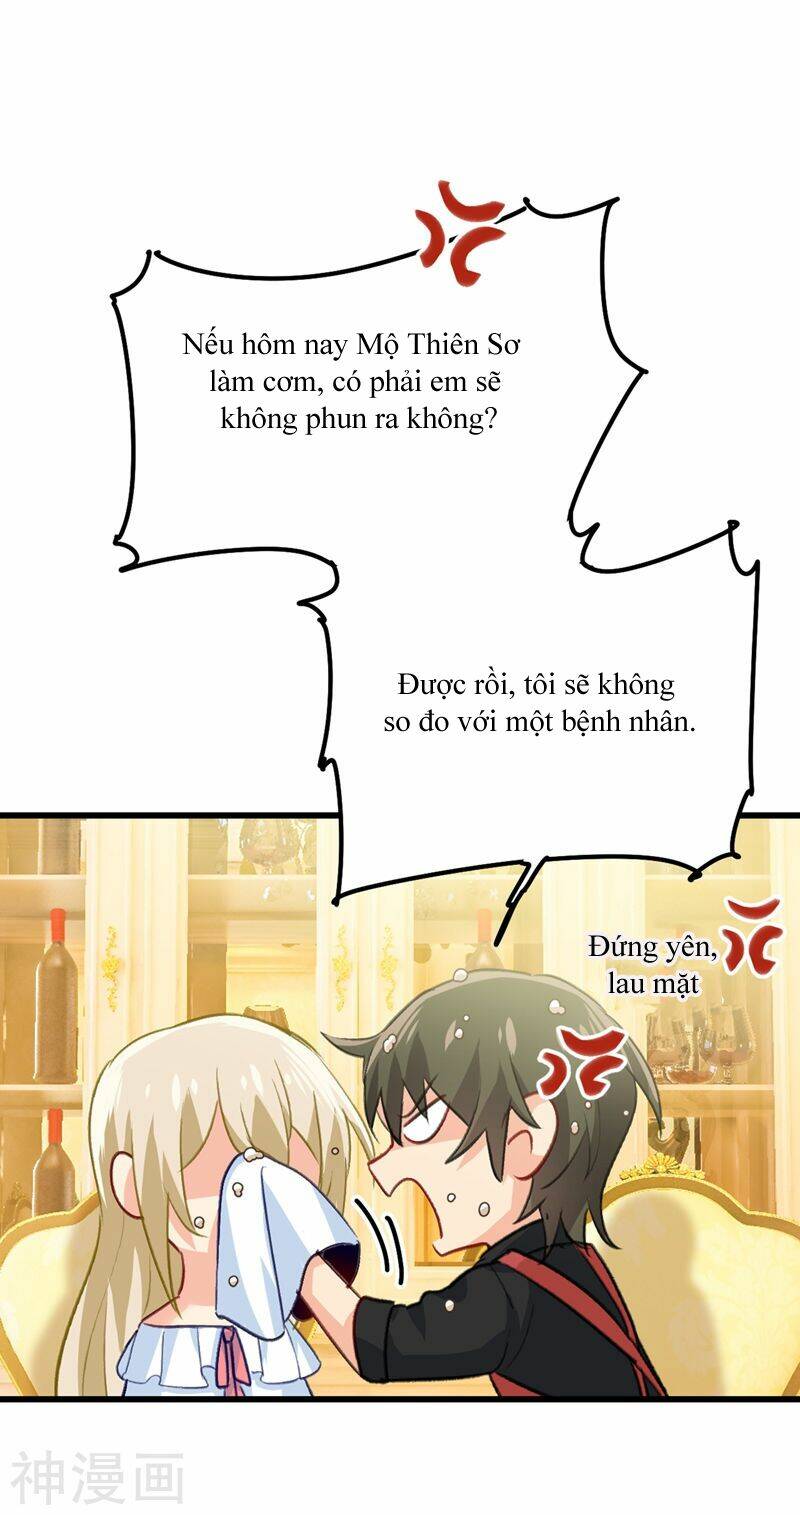 Nếu hôm nay Mộ Thiên Sơ
làm cơm, có phải em sẽ
không phun ra không?
Được rồi, tôi sẽ không
so đo với một bệnh nhân.
Đứng yên,
lau mặt
神漫画